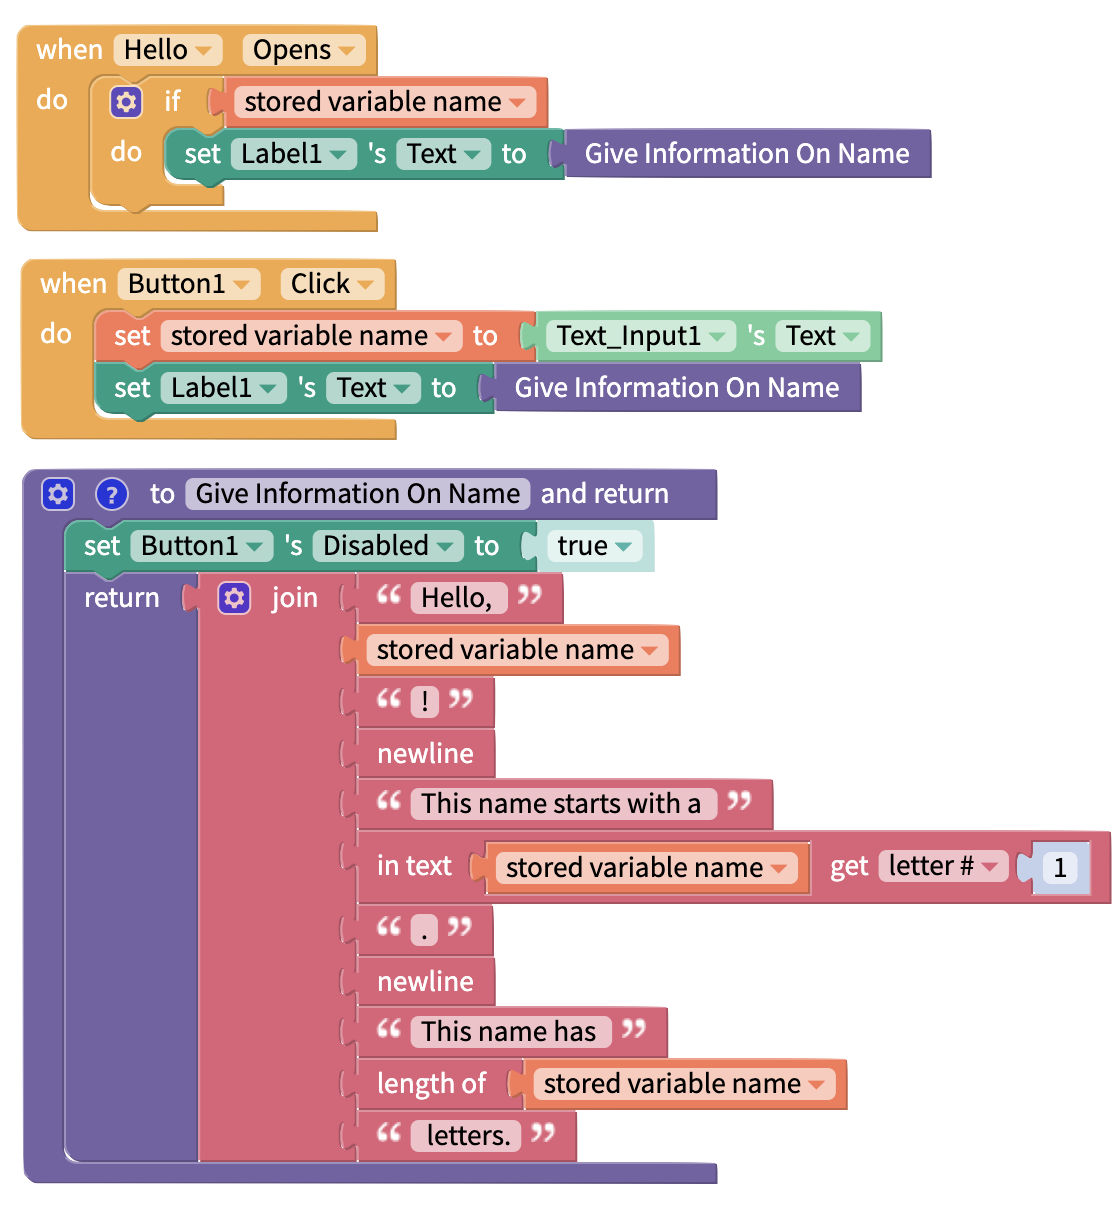 when Hello Opens
do if stored variable name
do set Label1 's Text to Give Information On Name
when Button1 Click
do set stored variable name to Text_Input1 's Text
set Label1 's Text to Give Information On Name
? to Give Information On Name and return
set Button1 's Disabled to true
return join “ Hello, ”
stored variable name
“ ! ”
newline
“ This name starts with a ”
in text stored variable name get letter # 1
“ . ”
newline
“ This name has ”
length of stored variable name
“ letters. ”